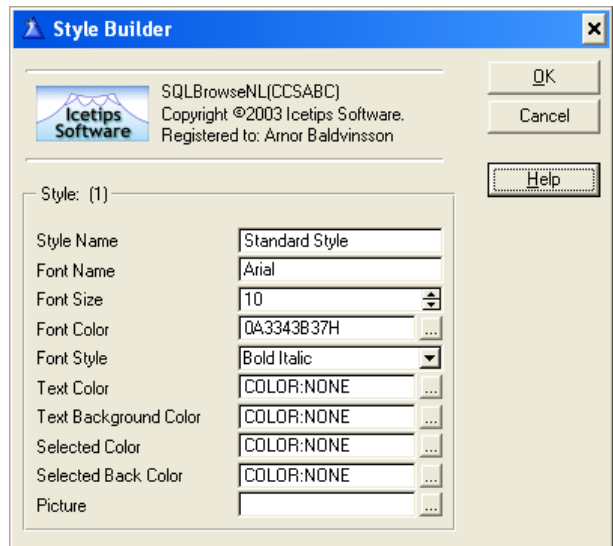 Style Builder
Icetips
Software
SQLBrowseNL(CCSABC)
Copyright ©2003 Icetips Software.
Registered to: Arnor Baldvinsson
OK
Cancel
Help
Style: (1)
Style Name Standard Style
Font Name Arial
Font Size 10
Font Color 0A3343B37H ...
Font Style Bold Italic
Text Color COLOR:NONE ...
Text Background Color COLOR:NONE ...
Selected Color COLOR:NONE ...
Selected Back Color COLOR:NONE ...
Picture ...